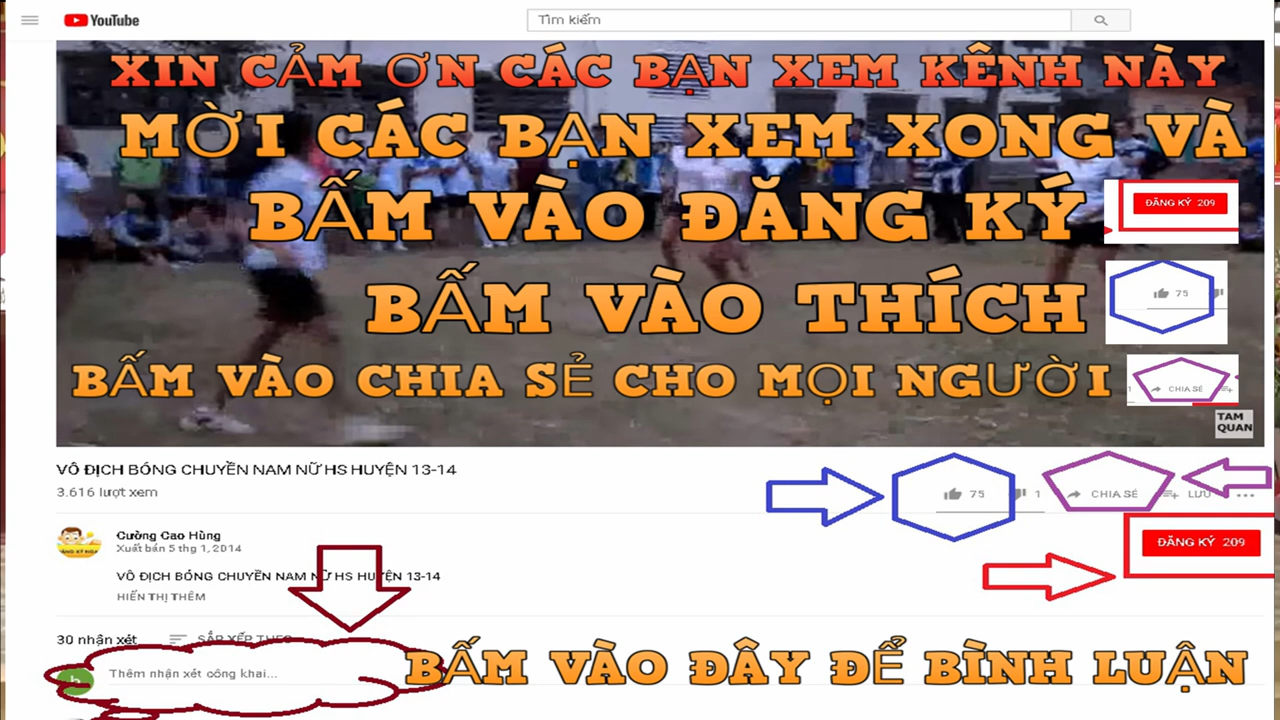 YouTube
Tìm kiếm
XIN CẢM ƠN CÁC BẠN XEM KÊNH NÀY
MỜI CÁC BẠN XEM XONG VÀ
BẤM VÀO ĐĂNG KÝ
ĐĂNG KÝ 209
BẤM VÀO THÍCH
75
BẤM VÀO CHIA SẺ CHO MỌI NGƯỜI
1 CHIA SẺ
TAM
QUAN
VÔ ĐỊCH BÓNG CHUYỀN NAM NỮ HS HUYỆN 13-14
3.616 lượt xem
75 1 CHIA SẺ LƯU
Cường Cao Hùng
Xuất bản 5 thg 1, 2014
ĐĂNG KÝ 209
VÔ ĐỊCH BÓNG CHUYỀN NAM NỮ HS HUYỆN 13-14
HIỂN THỊ THÊM
30 nhận xét SẮP XẾP THEO
h Thêm nhận xét công khai...
BẤM VÀO ĐÂY ĐỂ BÌNH LUẬN